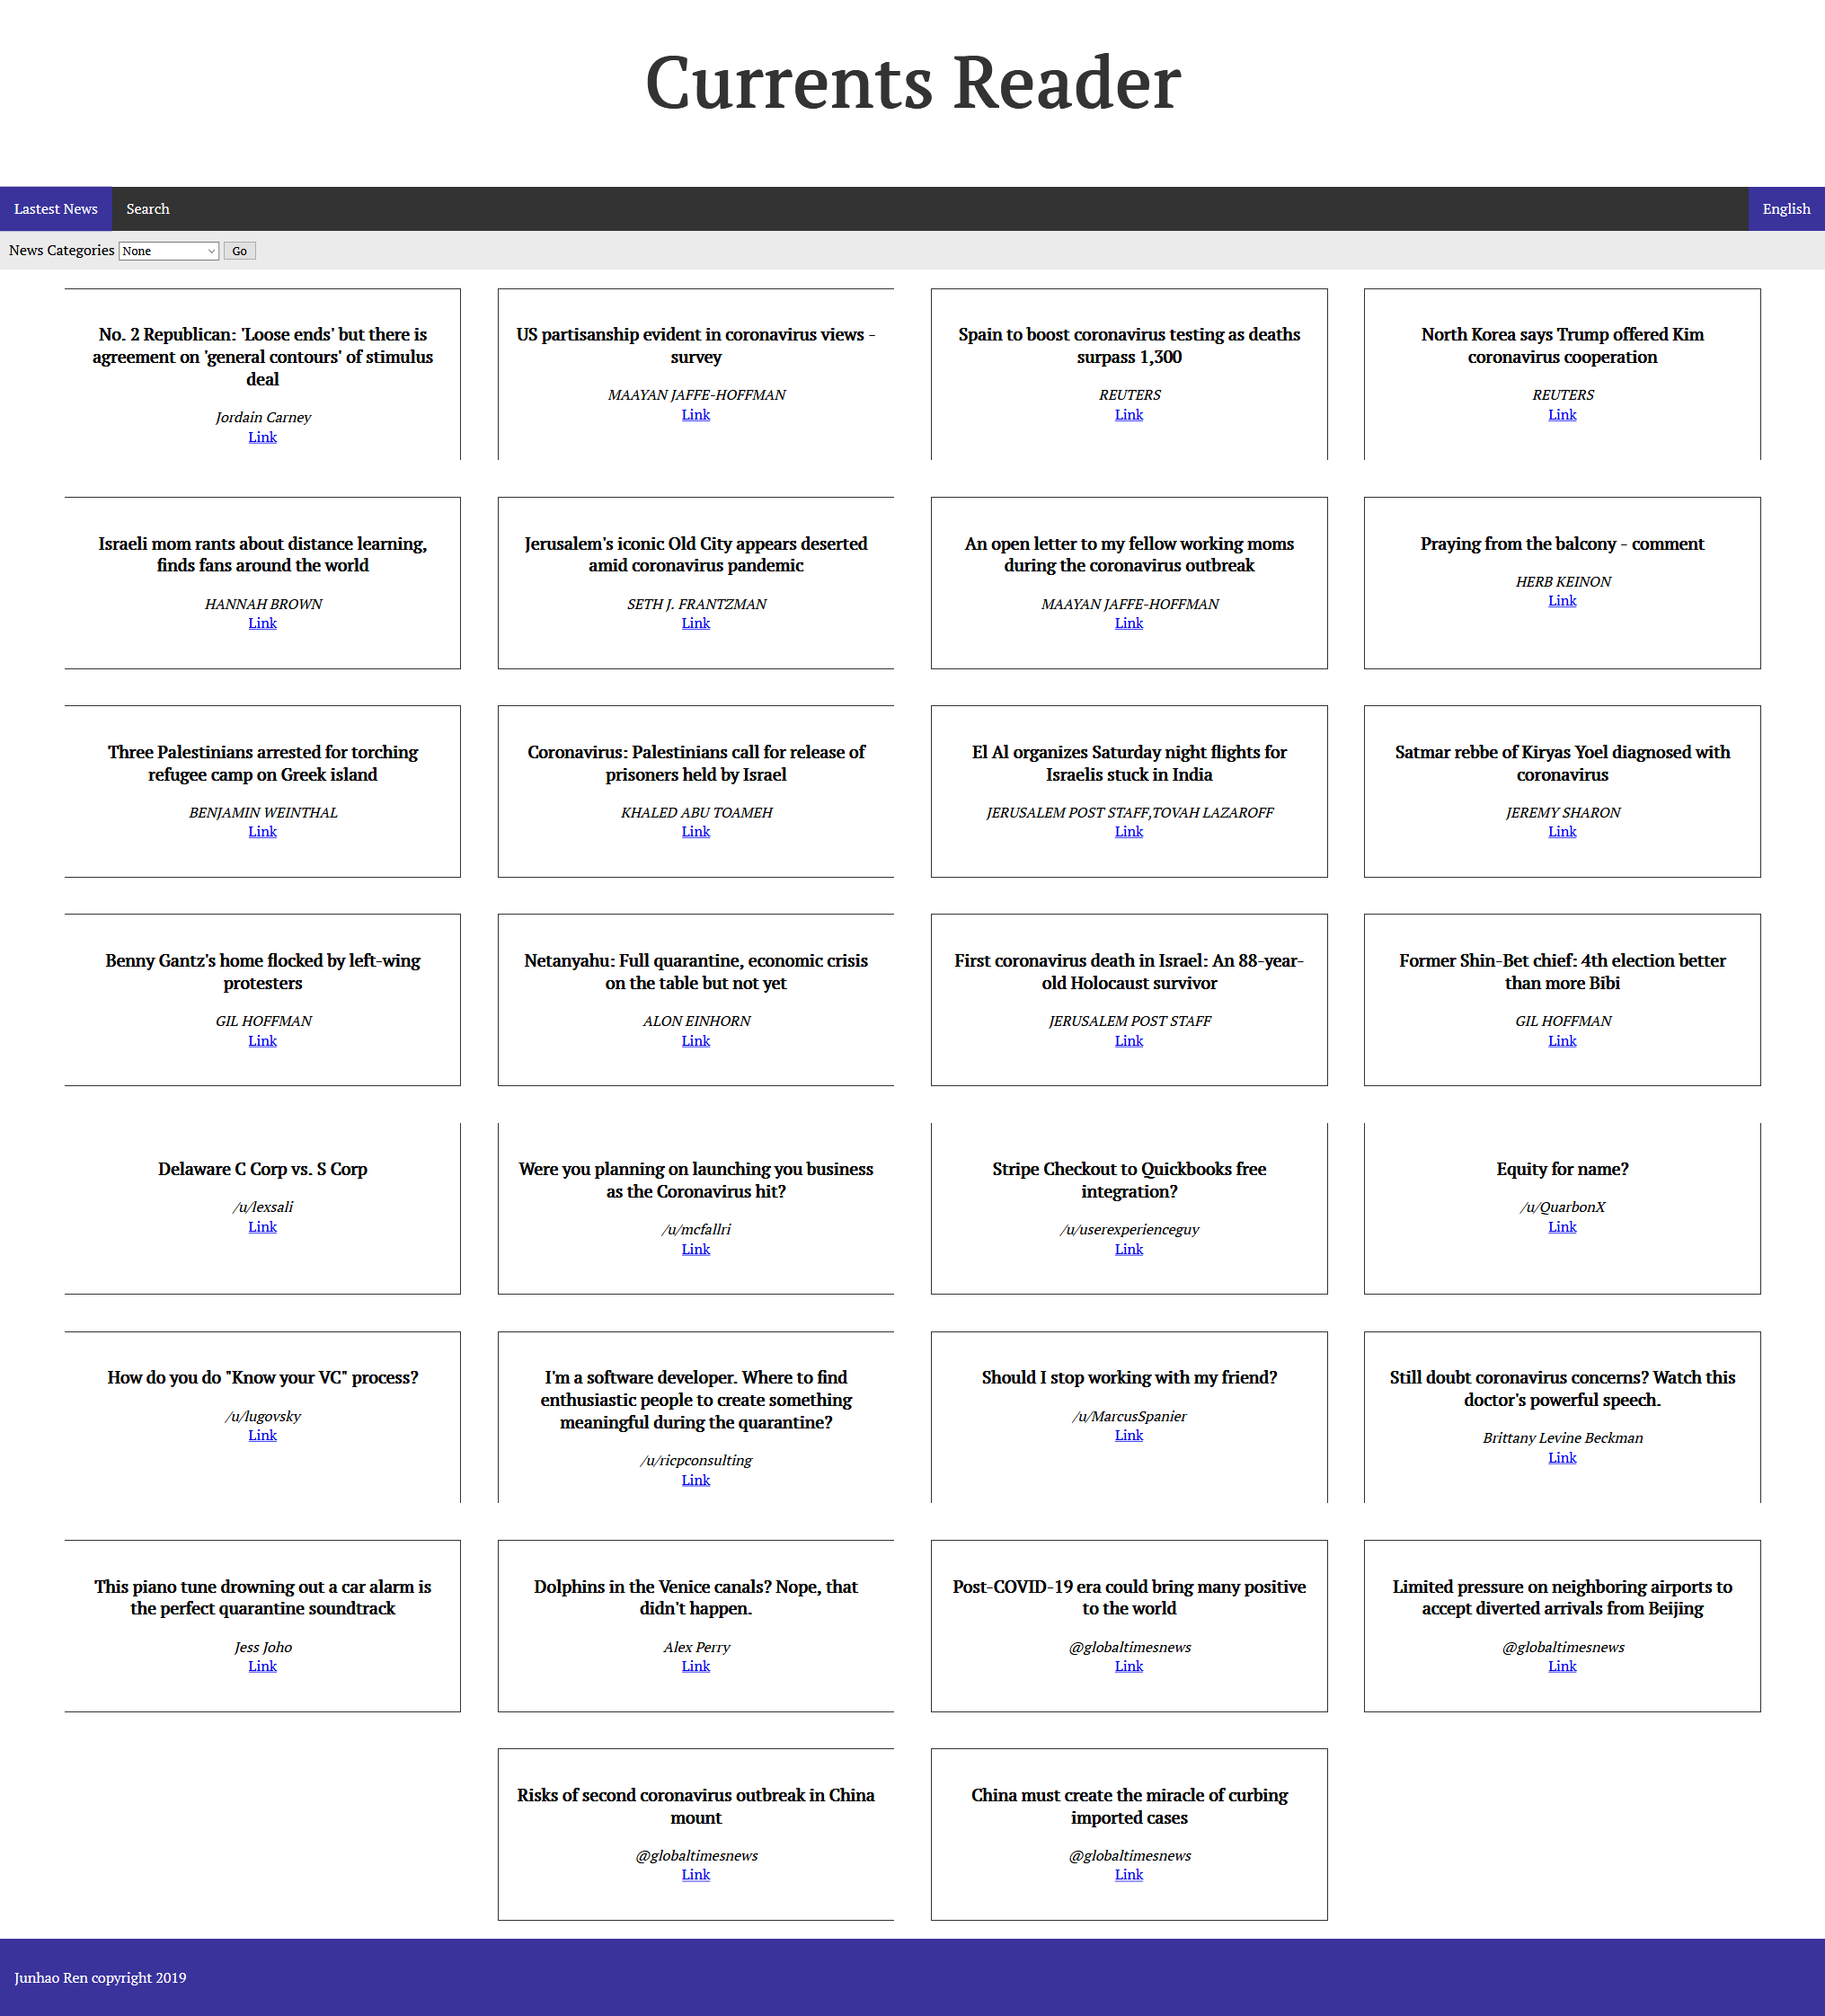 Currents Reader
Lastest News
Search
English
News Categories
None
Go
No. 2 Republican: 'Loose ends' but there is
agreement on 'general contours' of stimulus
deal
Jordain Carney
Link
US partisanship evident in coronavirus views -
survey
MAAYAN JAFFE-HOFFMAN
Link
Spain to boost coronavirus testing as deaths
surpass 1,300
REUTERS
Link
North Korea says Trump offered Kim
coronavirus cooperation
REUTERS
Link
Israeli mom rants about distance learning,
finds fans around the world
HANNAH BROWN
Link
Jerusalem's iconic Old City appears deserted
amid coronavirus pandemic
SETH J. FRANTZMAN
Link
An open letter to my fellow working moms
during the coronavirus outbreak
MAAYAN JAFFE-HOFFMAN
Link
Praying from the balcony - comment
HERB KEINON
Link
Three Palestinians arrested for torching
refugee camp on Greek island
BENJAMIN WEINTHAL
Link
Coronavirus: Palestinians call for release of
prisoners held by Israel
KHALED ABU TOAMEH
Link
El Al organizes Saturday night flights for
Israelis stuck in India
JERUSALEM POST STAFF,TOVAH LAZAROFF
Link
Satmar rebbe of Kiryas Yoel diagnosed with
coronavirus
JEREMY SHARON
Link
Benny Gantz's home flocked by left-wing
protesters
GIL HOFFMAN
Link
Netanyahu: Full quarantine, economic crisis
on the table but not yet
ALON EINHORN
Link
First coronavirus death in Israel: An 88-year-
old Holocaust survivor
JERUSALEM POST STAFF
Link
Former Shin-Bet chief: 4th election better
than more Bibi
GIL HOFFMAN
Link
Delaware C Corp vs. S Corp
/u/lexsali
Link
Were you planning on launching you business
as the Coronavirus hit?
/u/mcfallri
Link
Stripe Checkout to Quickbooks free
integration?
/u/userexperienceguy
Link
Equity for name?
/u/QuarbonX
Link
How do you do "Know your VC" process?
/u/lugovsky
Link
I'm a software developer. Where to find
enthusiastic people to create something
meaningful during the quarantine?
/u/ricpconsulting
Link
Should I stop working with my friend?
/u/MarcusSpanier
Link
Still doubt coronavirus concerns? Watch this
doctor's powerful speech.
Brittany Levine Beckman
Link
This piano tune drowning out a car alarm is
the perfect quarantine soundtrack
Jess Joho
Link
Dolphins in the Venice canals? Nope, that
didn't happen.
Alex Perry
Link
Post-COVID-19 era could bring many positive
to the world
@globaltimesnews
Link
Limited pressure on neighboring airports to
accept diverted arrivals from Beijing
@globaltimesnews
Link
Risks of second coronavirus outbreak in China
mount
@globaltimesnews
Link
China must create the miracle of curbing
imported cases
@globaltimesnews
Link
Junhao Ren copyright 2019